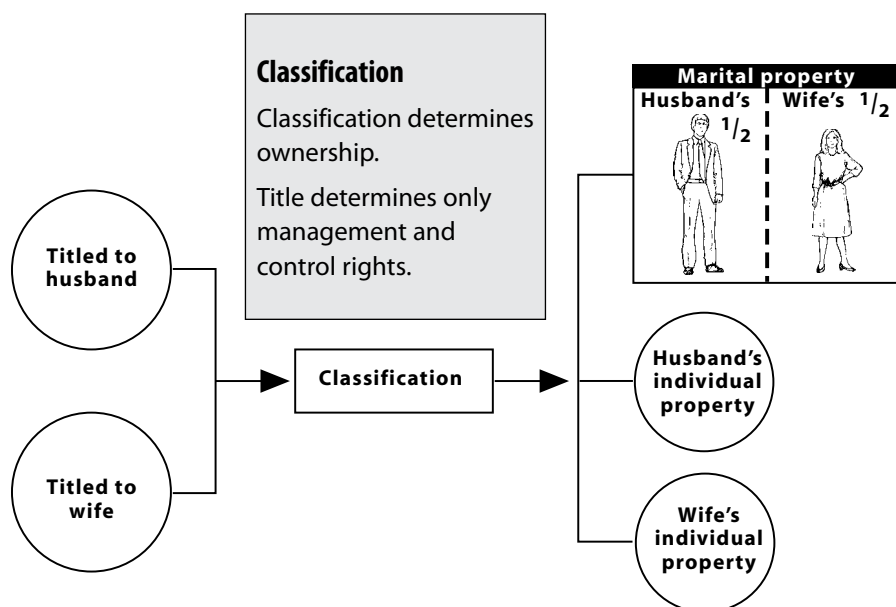 Classification
Classification determines
ownership.
Title determines only
management and
control rights.
Titled to
husband
Titled to
wife
Classification
Marital property
Husband's
1/2
Wife's 1/2
Husband's
individual
property
Wife's
individual
property